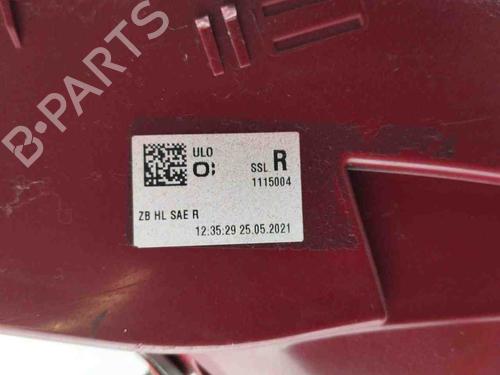 B-PARTS
ULO
SSL R
1115004
ZB HL SAE R
12:35:29 25.05.2021